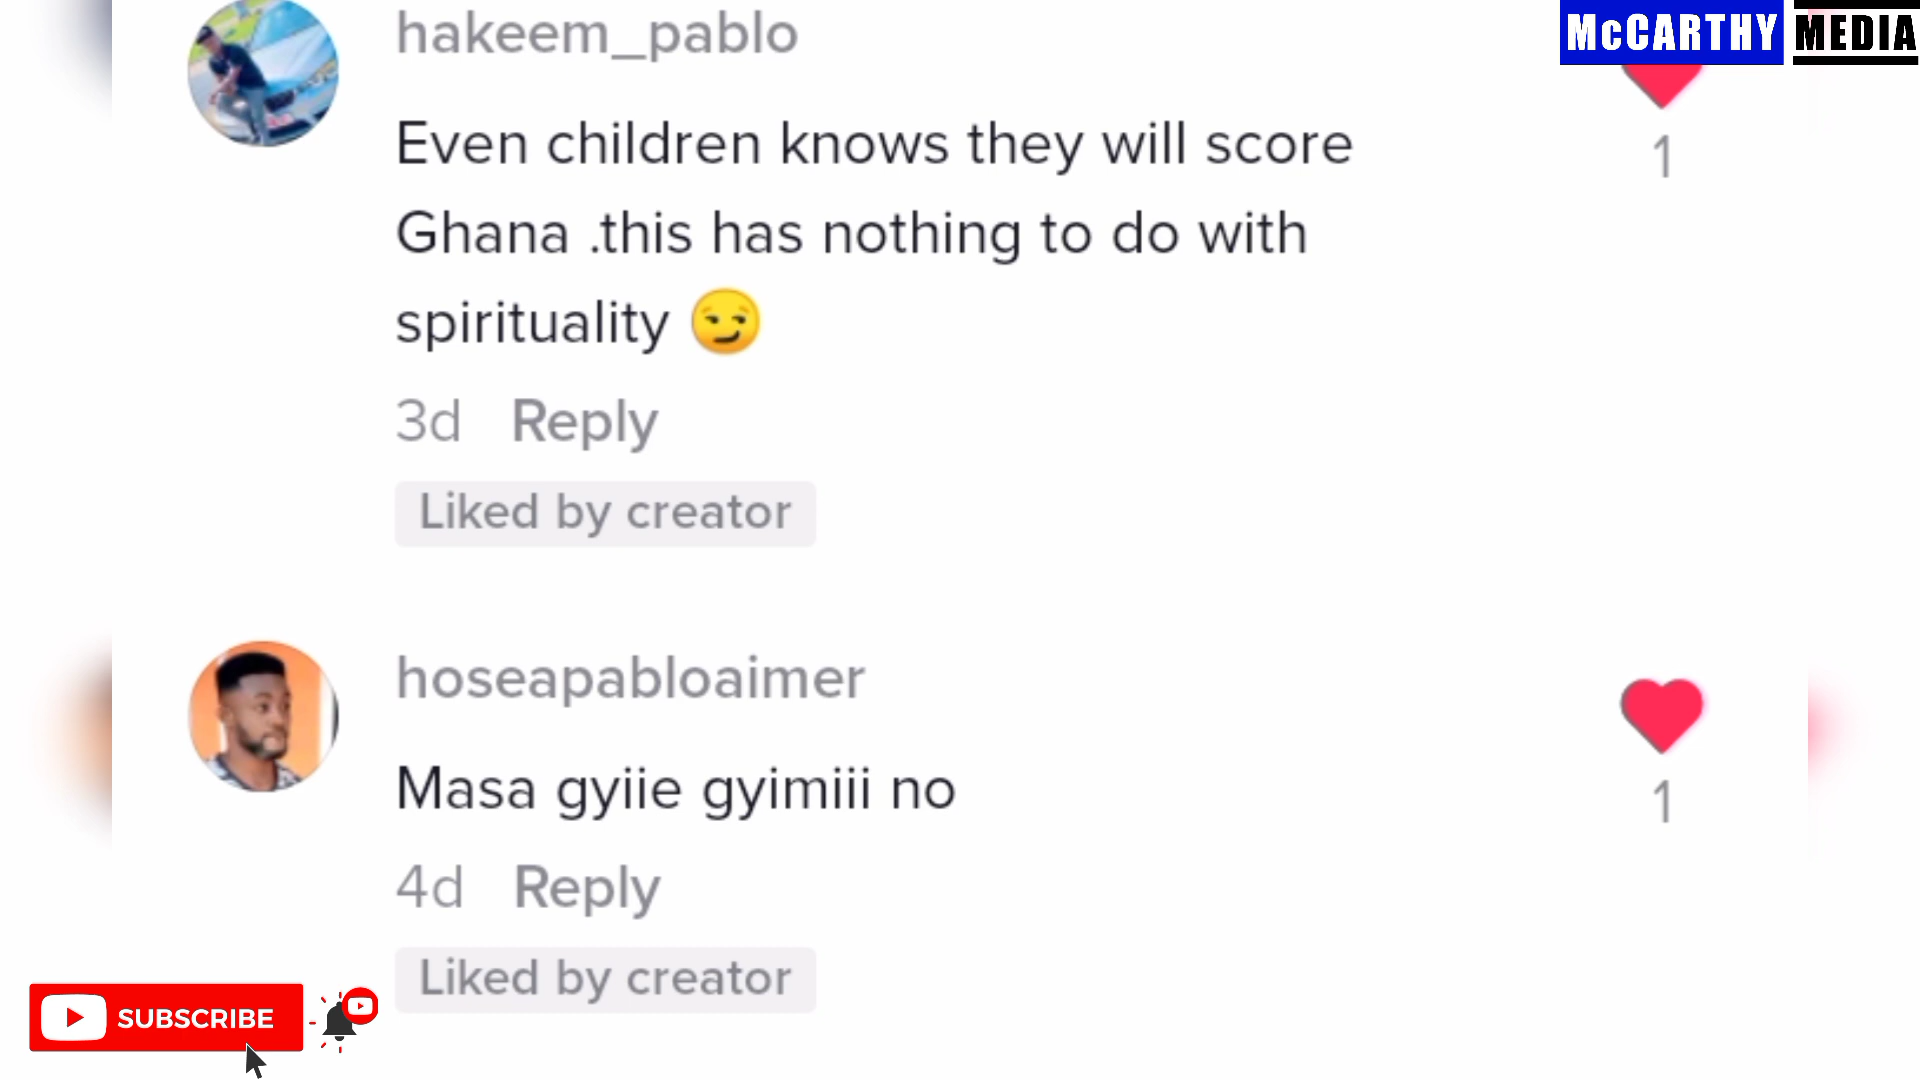 hakeem_pablo
McCARTHY MEDIA
Even children knows they will score
1
Ghana .this has nothing to do with
spirituality 😏
3d Reply
Liked by creator
hoseapabloaimer
Masa gyiie gyimiii no
1
4d Reply
Liked by creator
SUBSCRIBE